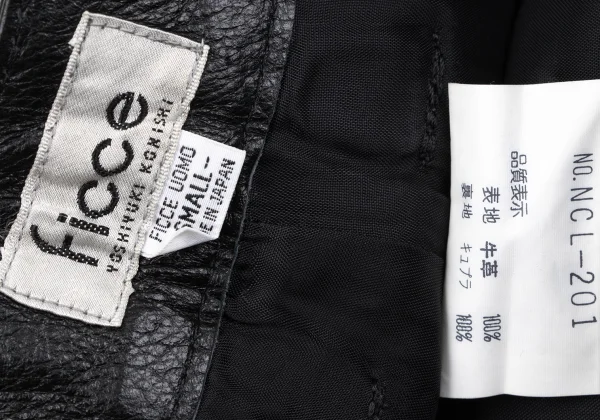 ficce
YOSHIYUKI KONISHI
FICCE UOMO
SMALL--
E IN JAPAN
NO.NCL-201
品質表示
表地 牛革 100%
裏地 キュプラ 100%